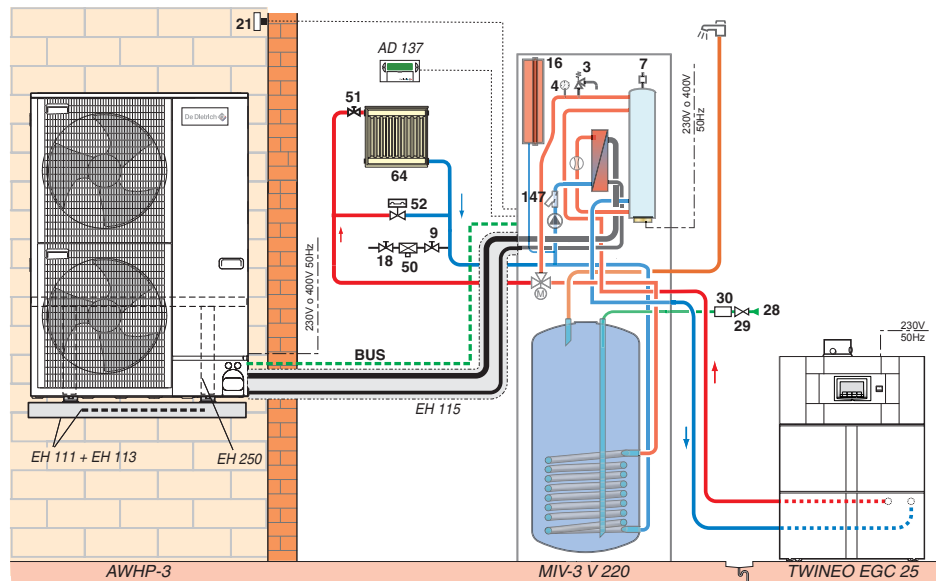 21
AD 137
16
3
4
7
51
De Dietrich
230V o 400V
50Hz
64
147
52
9
18
50
230V o 400V 50Hz
M
30
28
29
BUS
230V
50Hz
EH 115
EH 111 + EH 113
EH 250
AWHP-3
MIV-3 V 220
TWINEO EGC 25